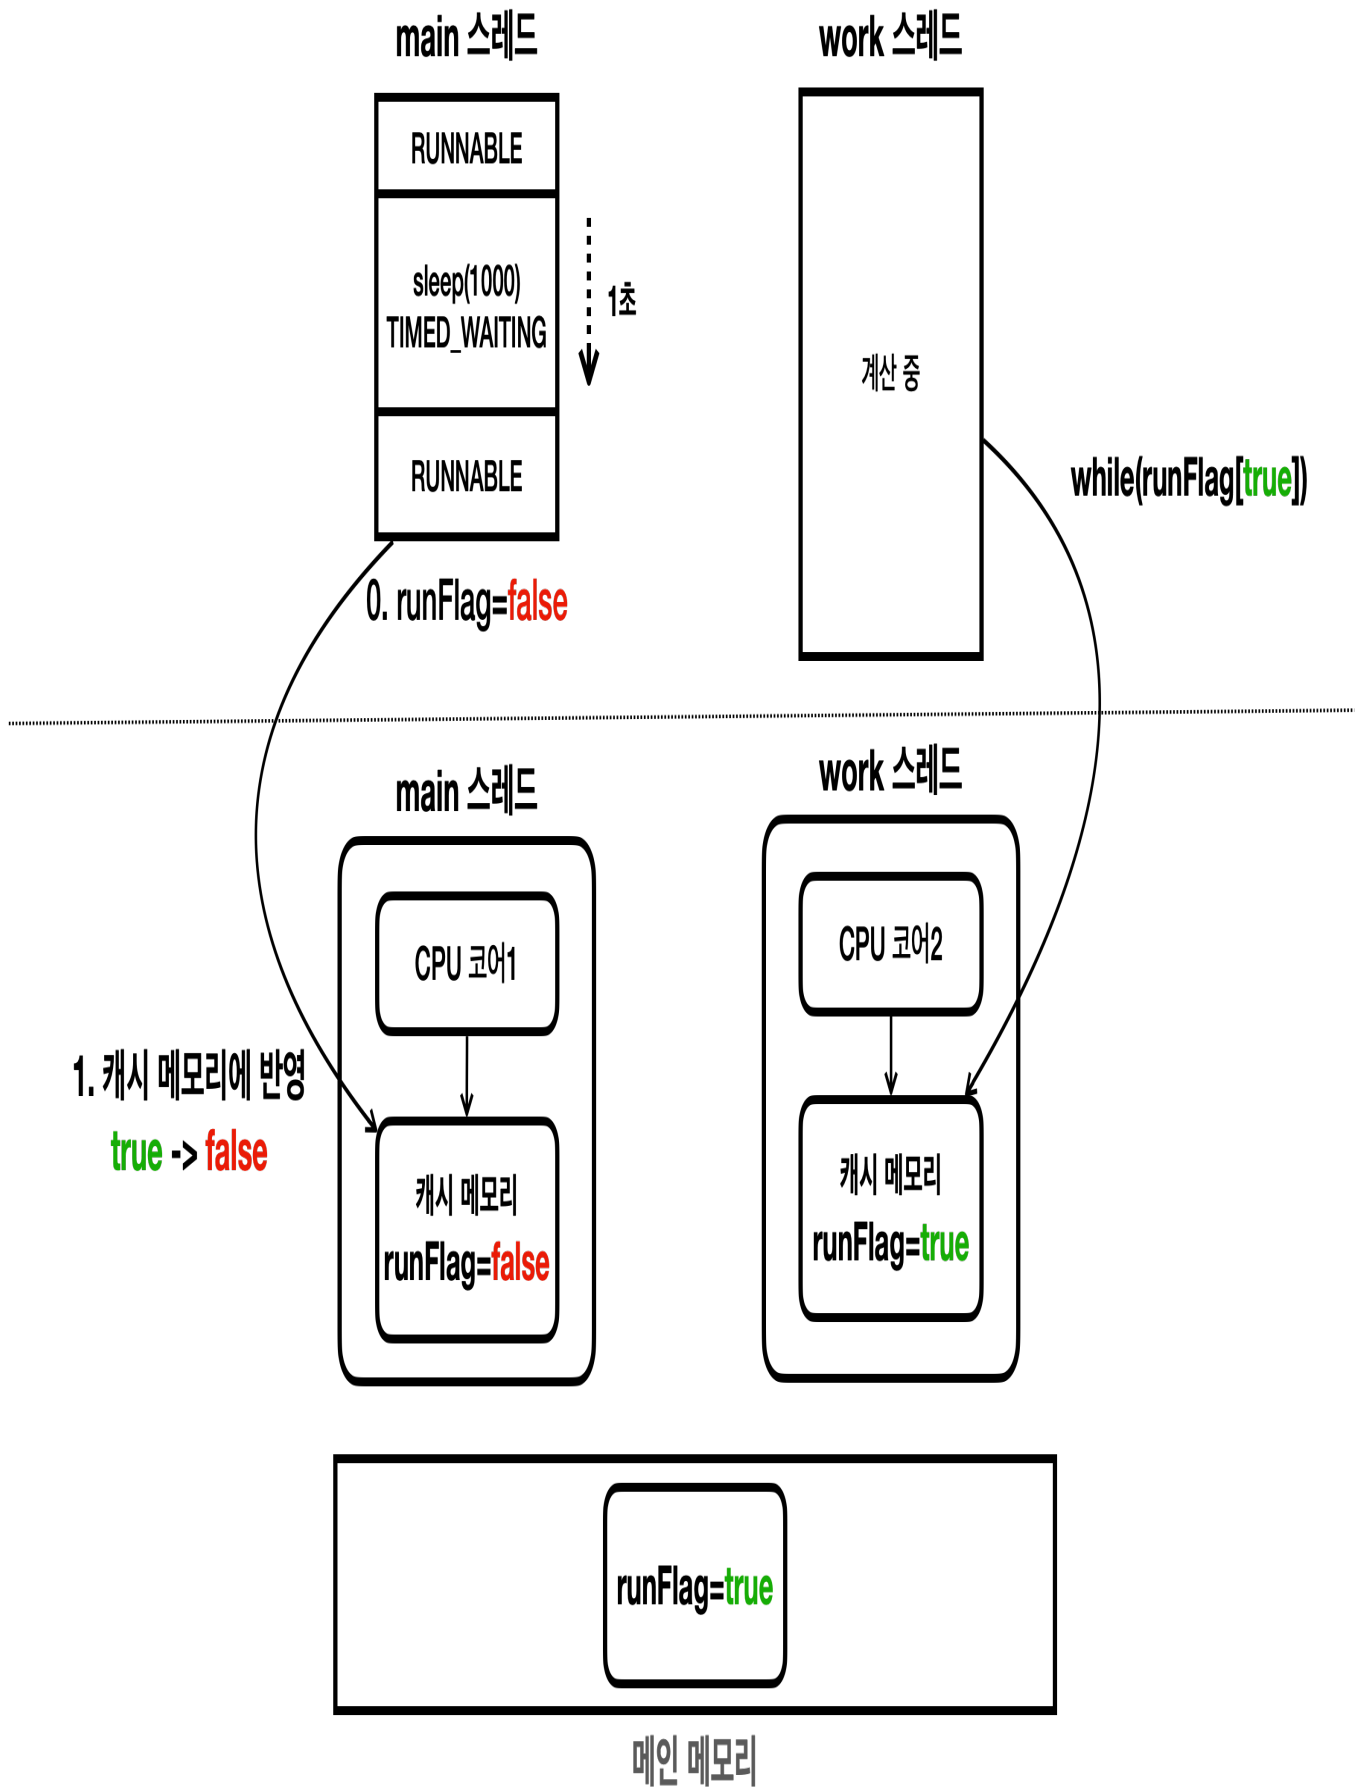 main 스레드
work 스레드
RUNNABLE
sleep(1000)
TIMED_WAITING
1초
계산 중
RUNNABLE
while(runFlag[true])
0. runFlag=false
main 스레드
work 스레드
CPU 코어1
CPU 코어2
1. 캐시 메모리에 반영
true -> false
캐시 메모리
runFlag=false
캐시 메모리
runFlag=true
runFlag=true
메인 메모리